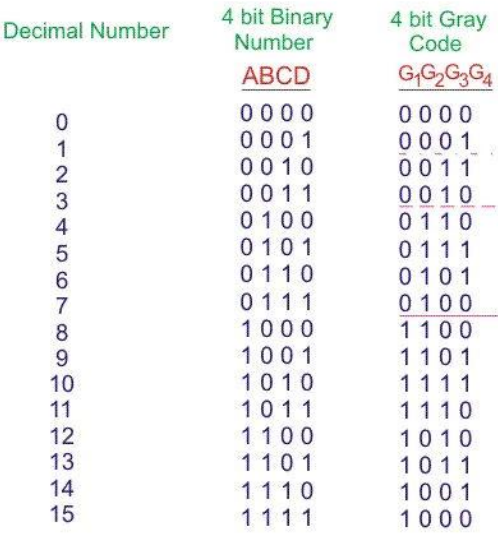 Decimal Number 4 bit Binary Number 4 bit Gray Code
ABCD G₁G₂G₃G₄
0 0 0 0 0 0 0 0 0
1 0 0 0 1 0 0 0 1
2 0 0 1 0 0 0 1 1
3 0 0 1 1 0 0 1 0
4 0 1 0 0 0 1 1 0
5 0 1 0 1 0 1 1 1
6 0 1 1 0 0 1 0 1
7 0 1 1 1 0 1 0 0
8 1 0 0 0 1 1 0 0
9 1 0 0 1 1 1 0 1
10 1 0 1 0 1 1 1 1
11 1 0 1 1 1 1 1 0
12 1 1 0 0 1 0 1 0
13 1 1 0 1 1 0 1 1
14 1 1 1 0 1 0 0 1
15 1 1 1 1 1 0 0 0